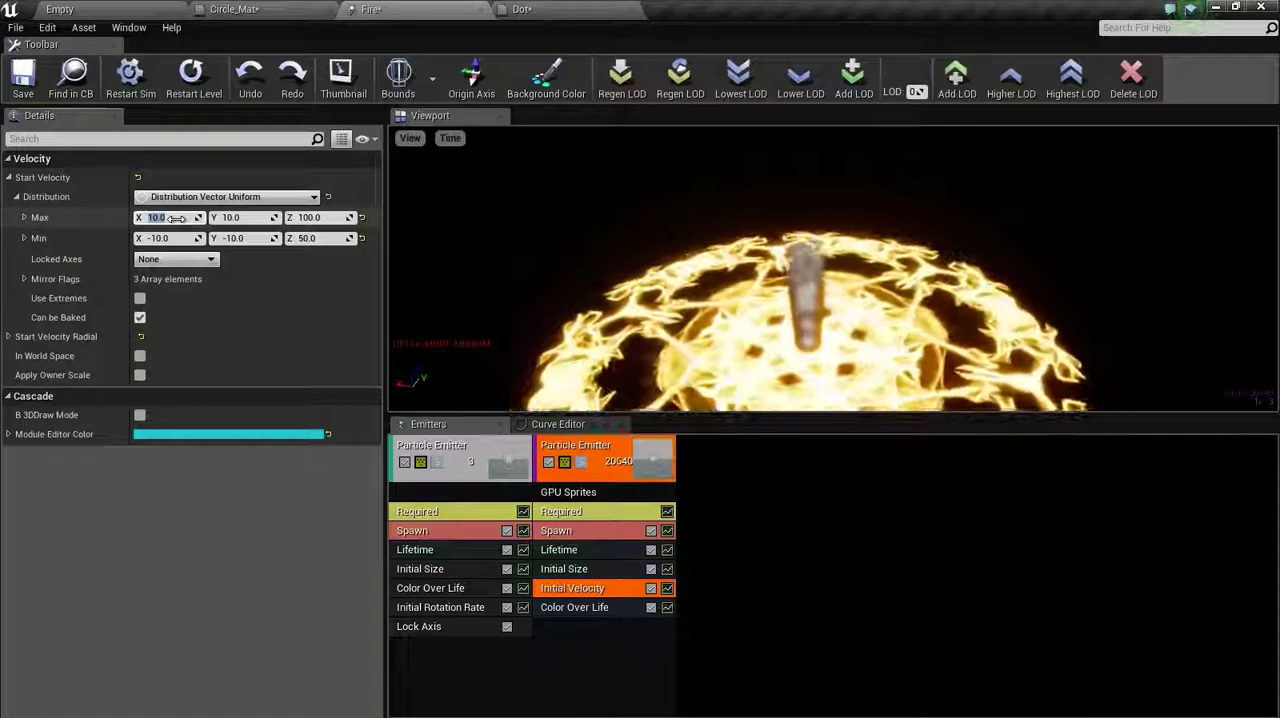 Empty Circle_Mat* Fire* Dot*
File Edit Asset Window Help Search For Help
Toolbar
Save Find in CB Restart Sim Restart Level Undo Redo Thumbnail Bounds Origin Axis Background Color Regen LOD Regen LOD Lowest LOD Lower LOD Add LOD LOD: 0 Add LOD Higher LOD Highest LOD Delete LOD
Details Viewport
Search View Time
Velocity
Start Velocity
Distribution Distribution Vector Uniform
Max X 10.0 Y 10.0 Z 100.0
Min X -10.0 Y -10.0 Z 50.0
Locked Axes None
Mirror Flags 3 Array elements
Use Extremes
Can be Baked
Start Velocity Radial
In World Space
Apply Owner Scale
X Y
Cascade
B 3DDraw Mode
Module Editor Color
Emitters Curve Editor
Particle Emitter Particle Emitter
3 20640
GPU Sprites
Required Required
Spawn Spawn
Lifetime Lifetime
Initial Size Initial Size
Color Over Life Initial Velocity
Initial Rotation Rate Color Over Life
Lock Axis